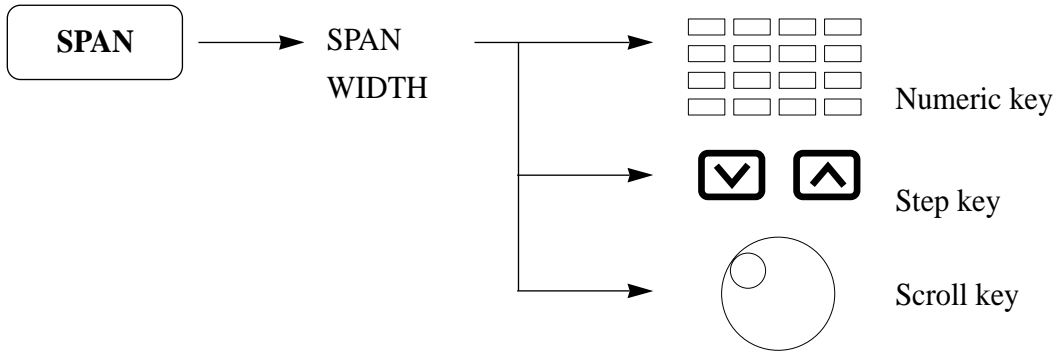 SPAN
SPAN
WIDTH
Numeric key
Step key
Scroll key